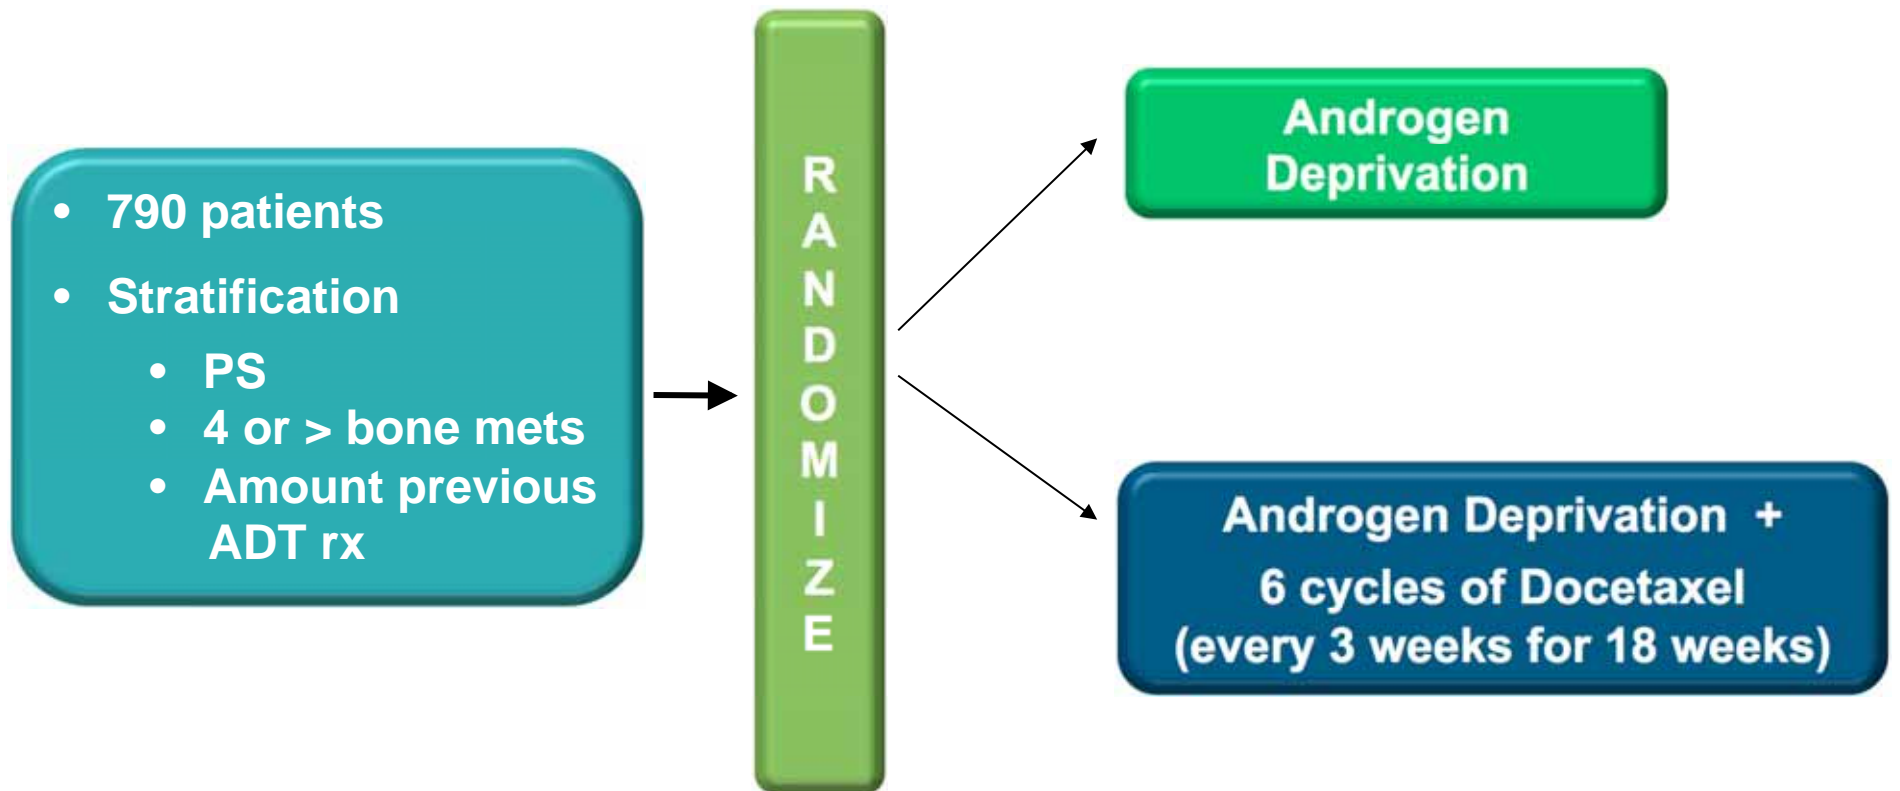 • 790 patients
• Stratification
• PS
• 4 or > bone mets
• Amount previous
ADT rx
RANDOMIZE
Androgen
Deprivation
Androgen Deprivation +
6 cycles of Docetaxel
(every 3 weeks for 18 weeks)